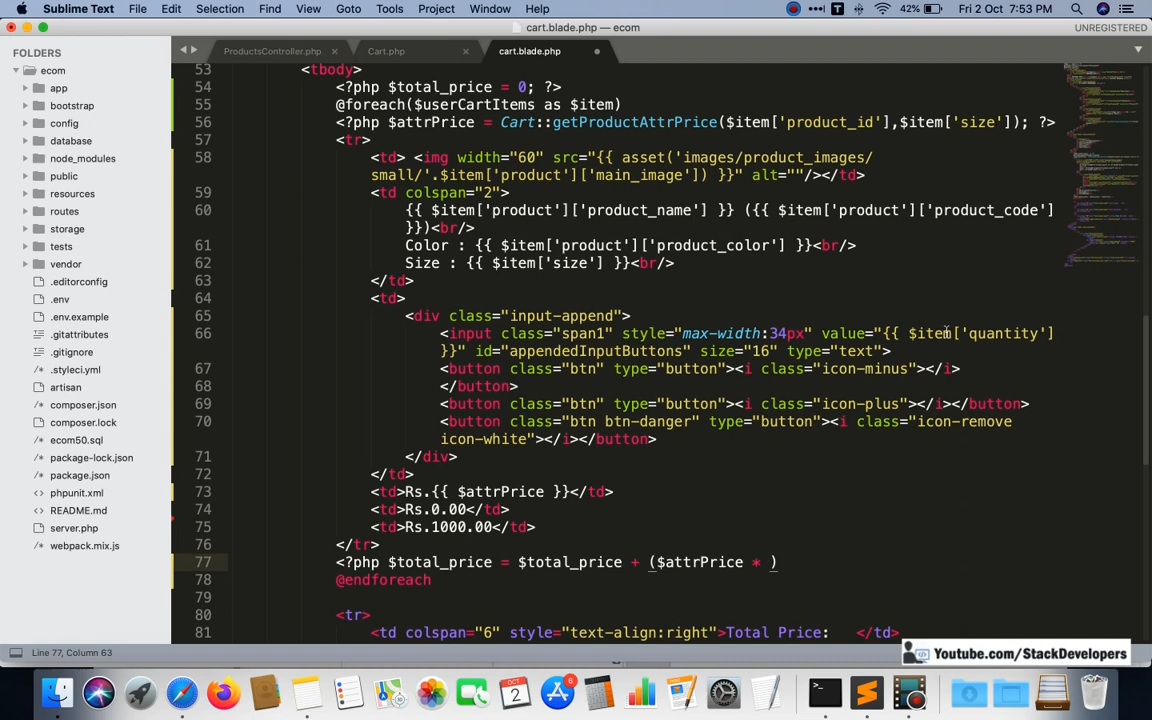 Sublime Text File Edit Selection Find View Goto Tools Project Window Help T 42% Fri 2 Oct 7:53 PM
cart.blade.php — ecom UNREGISTERED
FOLDERS
ecom
app
bootstrap
config
database
node_modules
public
resources
routes
storage
tests
vendor
.editorconfig
.env
.env.example
.gitattributes
.gitignore
.styleci.yml
artisan
composer.json
composer.lock
ecom50.sql
package-lock.json
package.json
phpunit.xml
README.md
server.php
webpack.mix.js
ProductsController.php × Cart.php × cart.blade.php
53 <tbody>
54 <?php $total_price = 0; ?>
55 @foreach($userCartItems as $item)
56 <?php $attrPrice = Cart::getProductAttrPrice($item['product_id'],$item['size']); ?>
57 <tr>
58 <td> <img width="60" src="{{ asset('images/product_images/
small/'.$item['product']['main_image']) }}" alt=""/></td>
59 <td colspan="2">
60 {{ $item['product']['product_name'] }} ({{ $item['product']['product_code']
}})<br/>
61 Color : {{ $item['product']['product_color'] }}<br/>
62 Size : {{ $item['size'] }}<br/>
63 </td>
64 <td>
65 <div class="input-append">
66 <input class="span1" style="max-width:34px" value="{{ $item['quantity']
}}" id="appendedInputButtons" size="16" type="text">
67 <button class="btn" type="button"><i class="icon-minus"></i>
68 </button>
69 <button class="btn" type="button"><i class="icon-plus"></i></button>
70 <button class="btn btn-danger" type="button"><i class="icon-remove
icon-white"></i></button>
71 </div>
72 </td>
73 <td>Rs.{{ $attrPrice }}</td>
74 <td>Rs.0.00</td>
75 <td>Rs.1000.00</td>
76 </tr>
77 <?php $total_price = $total_price + ($attrPrice * )
78 @endforeach
79
80 <tr>
81 <td colspan="6" style="text-align:right">Total Price: </td>
Line 77, Column 63
Youtube.com/StackDevelopers
OCT
2
6